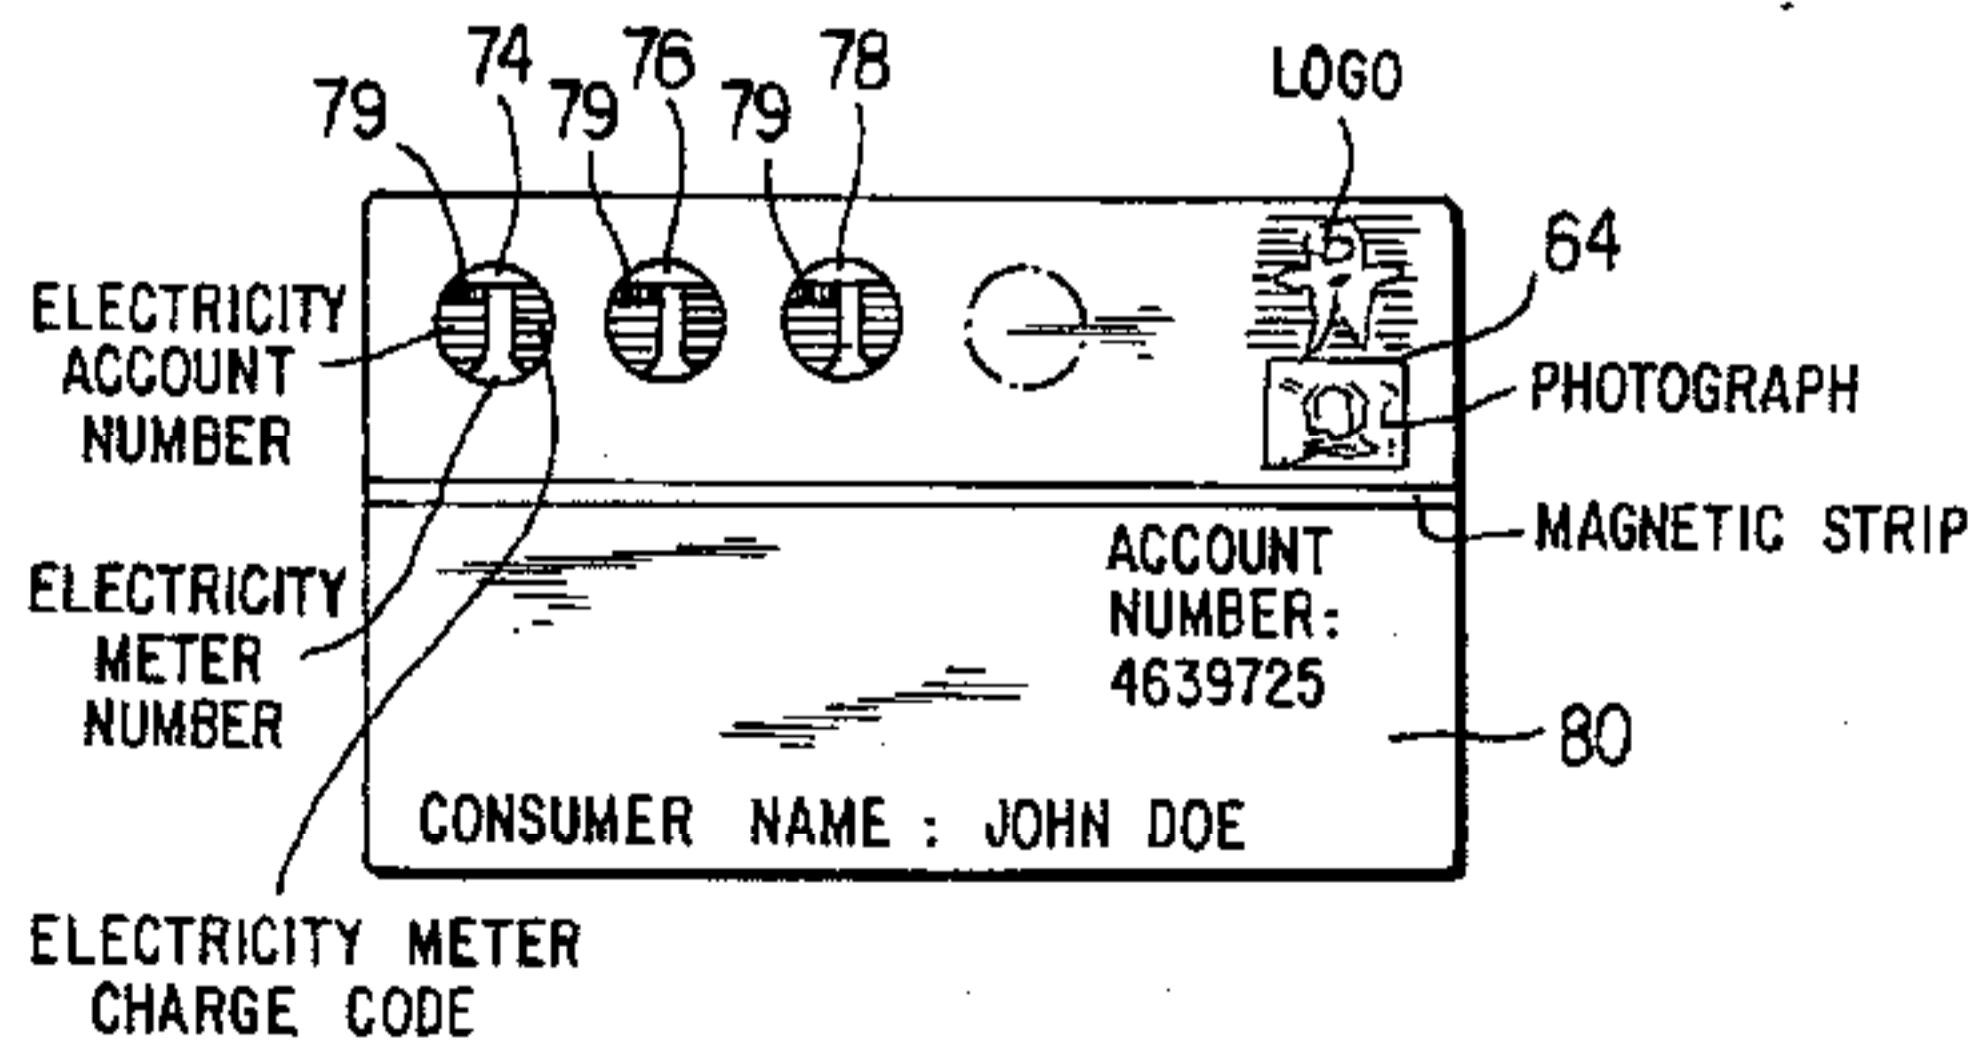 74
76
78
79
79
79
LOGO
64
ELECTRICITY
ACCOUNT
NUMBER
PHOTOGRAPH
MAGNETIC STRIP
ACCOUNT
NUMBER:
4639725
ELECTRICITY
METER
NUMBER
80
CONSUMER NAME : JOHN DOE
ELECTRICITY METER
CHARGE CODE